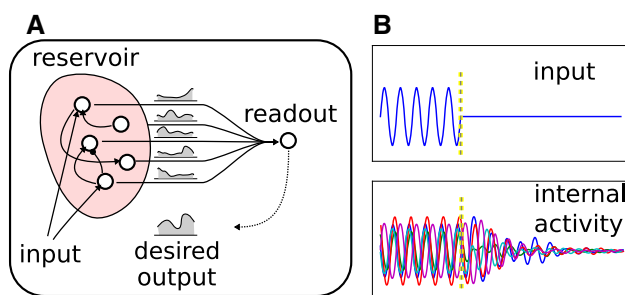 A
reservoir
readout
input
desired
output
B
input
internal
activity